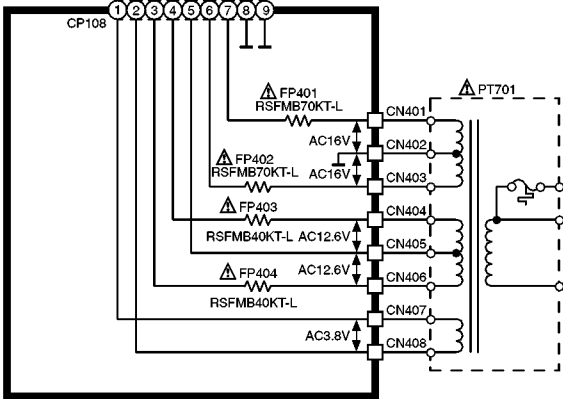 CP108
1 2 3 4 5 6 7 8 9
FP401
RSFMB70KT-L
CN401
PT701
AC16V
CN402
FP402
RSFMB70KT-L
AC16V
CN403
FP403
RSFMB40KT-L
CN404
AC12.6V
CN405
FP404
RSFMB40KT-L
AC12.6V
CN406
CN407
AC3.8V
CN408